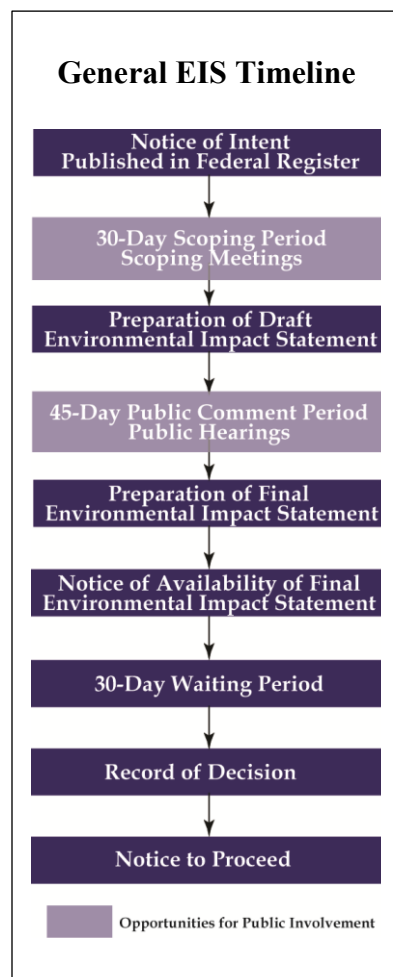 General EIS Timeline
Notice of Intent
Published in Federal Register
30-Day Scoping Period
Scoping Meetings
Preparation of Draft
Environmental Impact Statement
45-Day Public Comment Period
Public Hearings
Preparation of Final
Environmental Impact Statement
Notice of Availability of Final
Environmental Impact Statement
30-Day Waiting Period
Record of Decision
Notice to Proceed
Opportunities for Public Involvement